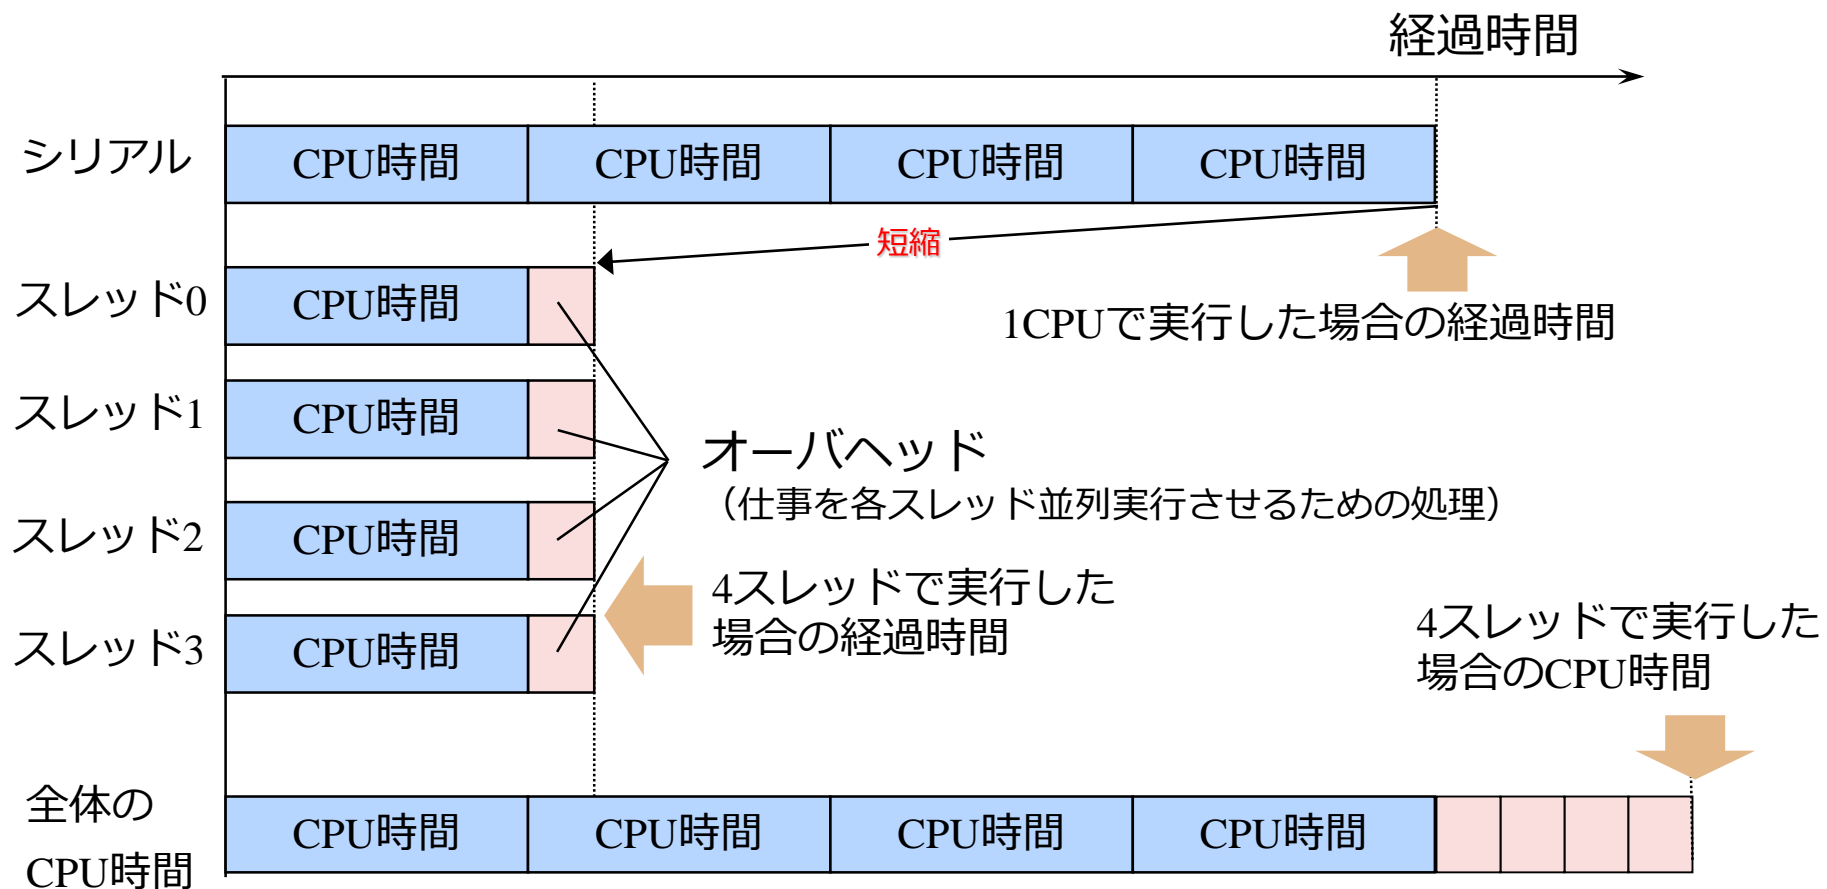 経過時間
シリアル
CPU時間 CPU時間 CPU時間 CPU時間
短縮
スレッド0
CPU時間
1CPUで実行した場合の経過時間
スレッド1
CPU時間
オーバヘッド
（仕事を各スレッド並列実行させるための処理）
スレッド2
CPU時間
4スレッドで実行した
場合の経過時間
スレッド3
CPU時間
4スレッドで実行した
場合のCPU時間
全体の
CPU時間
CPU時間 CPU時間 CPU時間 CPU時間